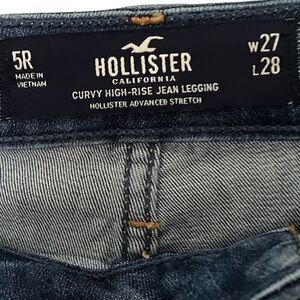 5R
MADE IN
VIETNAM
HOLLISTER
CALIFORNIA
CURVY HIGH-RISE JEAN LEGGING
HOLLISTER ADVANCED STRETCH
W27
L28